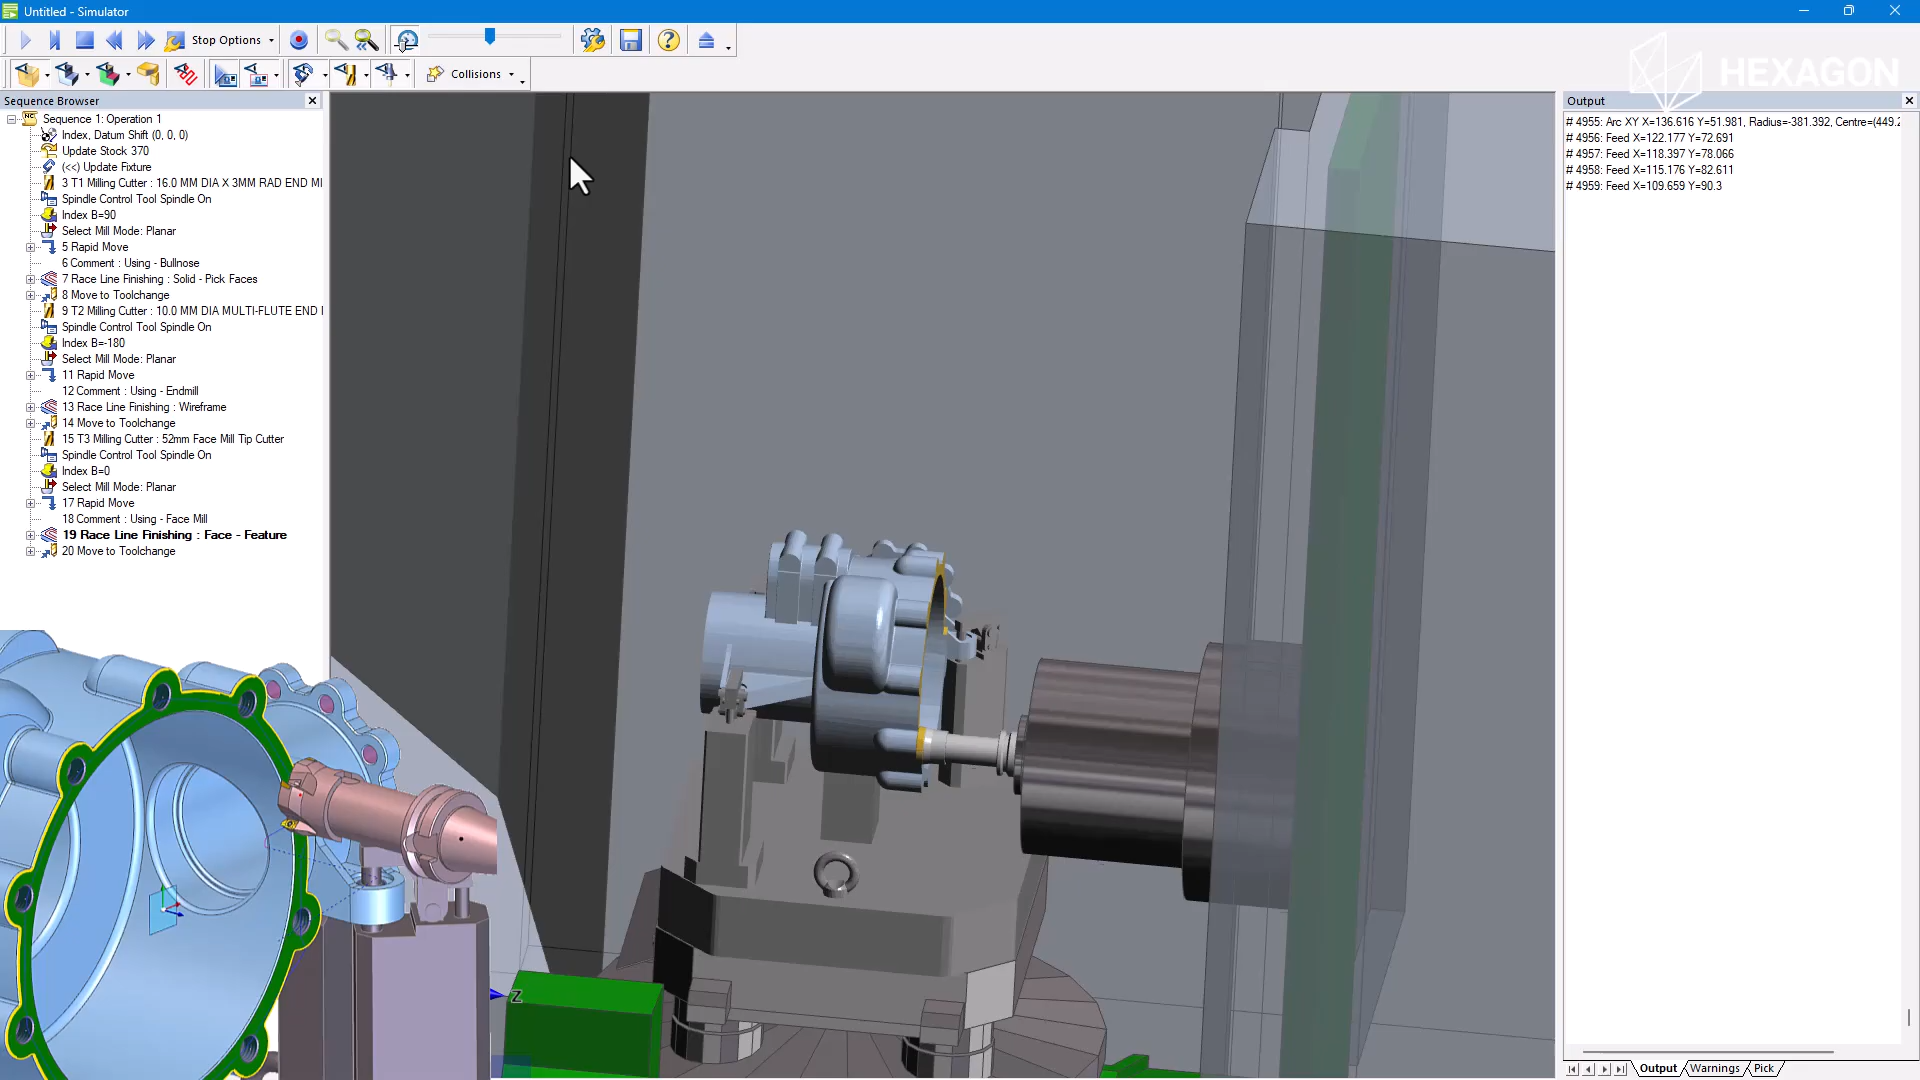 Untitled - Simulator
Stop Options
Collisions
HEXAGON
Sequence Browser
Sequence 1: Operation 1
Index, Datum Shift (0, 0, 0)
Update Stock 370
(<<) Update Fixture
3 T1 Milling Cutter : 16.0 MM DIA X 3MM RAD END MI
Spindle Control Tool Spindle On
Index B=90
Select Mill Mode: Planar
5 Rapid Move
6 Comment : Using - Bullnose
7 Race Line Finishing : Solid - Pick Faces
8 Move to Toolchange
9 T2 Milling Cutter : 10.0 MM DIA MULTI-FLUTE END
Spindle Control Tool Spindle On
Index B=-180
Select Mill Mode: Planar
11 Rapid Move
12 Comment : Using - Endmill
13 Race Line Finishing : Wireframe
14 Move to Toolchange
15 T3 Milling Cutter : 52mm Face Mill Tip Cutter
Spindle Control Tool Spindle On
Index B=0
Select Mill Mode: Planar
17 Rapid Move
18 Comment : Using - Face Mill
19 Race Line Finishing : Face - Feature
20 Move to Toolchange
Z
Output
# 4955: Arc XY X=136.616 Y=51.981, Radius=-381.392, Centre=(449.2
# 4956: Feed X=122.177 Y=72.691
# 4957: Feed X=118.397 Y=78.066
# 4958: Feed X=115.176 Y=82.611
# 4959: Feed X=109.659 Y=90.3
Output Warnings Pick